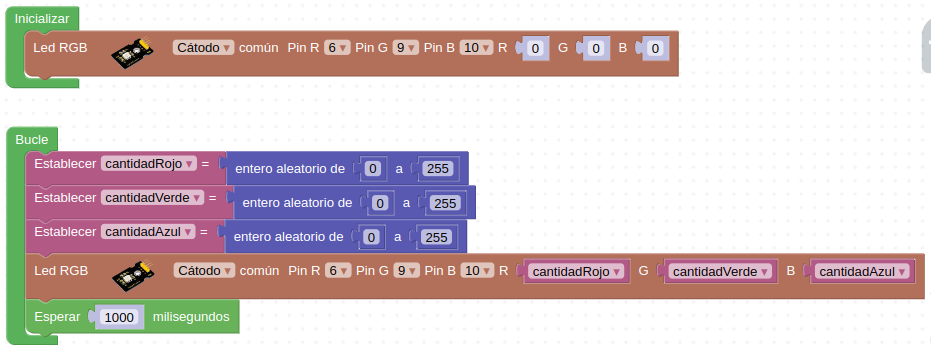 Inicializar
Led RGB Cátodo común Pin R 6 Pin G 9 Pin B 10 R 0 G 0 B 0
Bucle
Establecer cantidadRojo = entero aleatorio de 0 a 255
Establecer cantidadVerde = entero aleatorio de 0 a 255
Establecer cantidadAzul = entero aleatorio de 0 a 255
Led RGB Cátodo común Pin R 6 Pin G 9 Pin B 10 R cantidadRojo G cantidadVerde B cantidadAzul
Esperar 1000 milisegundos